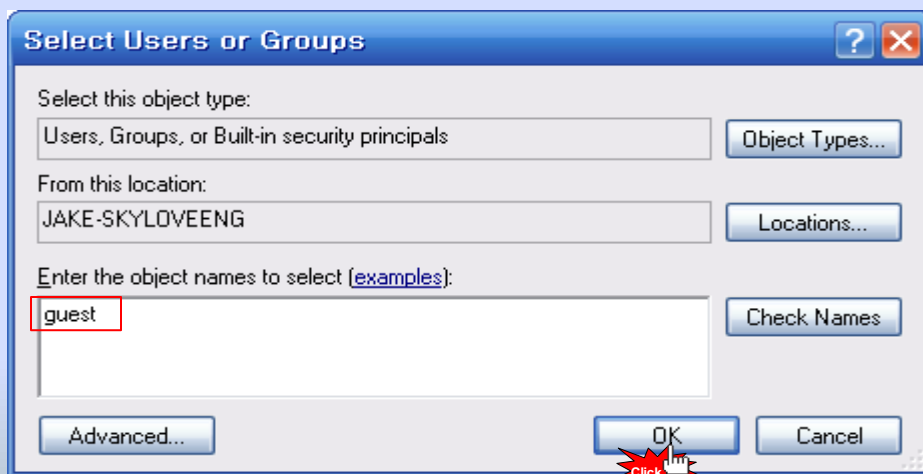 Select Users or Groups
?
Select this object type:
Users, Groups, or Built-in security principals
Object Types...
From this location:
JAKE-SKYLOVEENG
Locations...
Enter the object names to select (examples):
guest
Check Names
Advanced...
OK
Cancel
Click